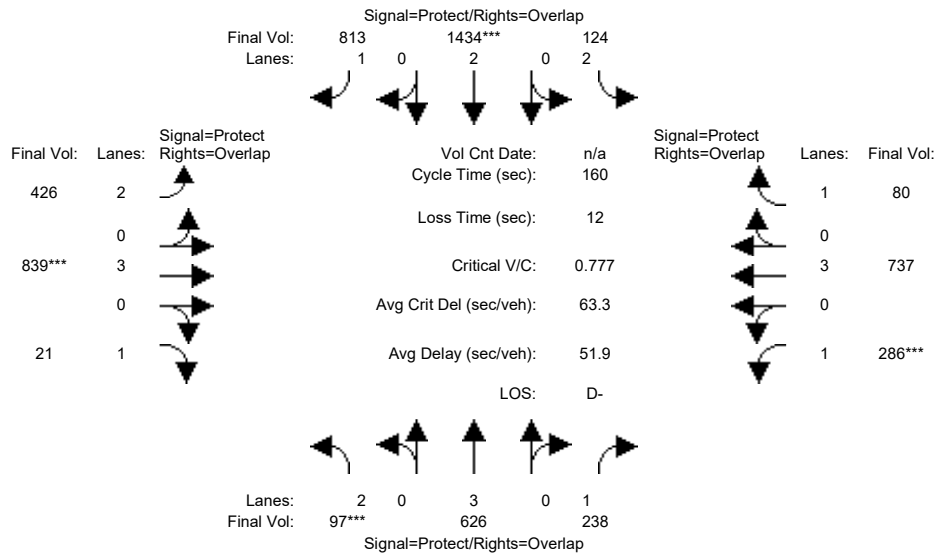 Signal=Protect/Rights=Overlap
Final Vol: 813 1434*** 124
Lanes: 1 0 2 0 2
Signal=Protect Signal=Protect
Final Vol: Lanes: Rights=Overlap Vol Cnt Date: n/a Rights=Overlap Lanes: Final Vol:
Cycle Time (sec): 160
426 2 1 80
Loss Time (sec): 12
0 0
839*** 3 Critical V/C: 0.777 3 737
0 Avg Crit Del (sec/veh): 63.3 0
21 1 Avg Delay (sec/veh): 51.9 1 286***
LOS: D-
Lanes: 2 0 3 0 1
Final Vol: 97*** 626 238
Signal=Protect/Rights=Overlap